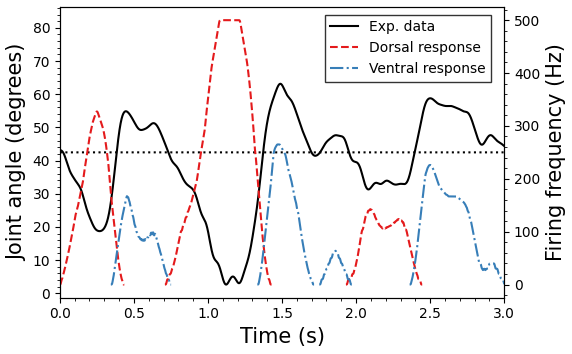 Exp. data
Dorsal response
Ventral response
Joint angle (degrees)
80
70
60
50
40
30
20
10
0
Firing frequency (Hz)
500
400
300
200
100
0
0.0 0.5 1.0 1.5 2.0 2.5 3.0
Time (s)